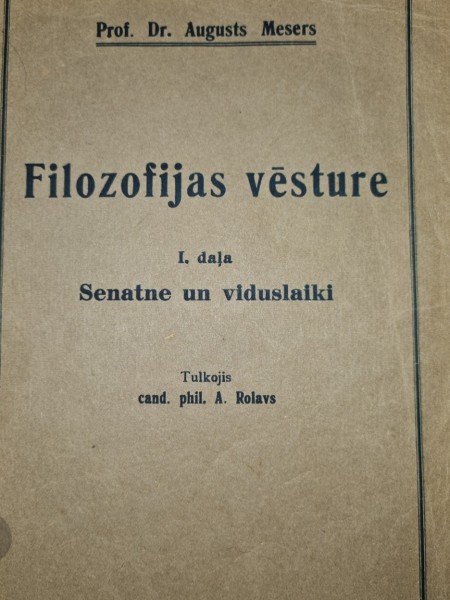 Prof. Dr. Augusts Mesers
Filozofijas vēsture
I. daļa
Senatne un viduslaiki
Tulkojis
cand. phil. A. Rolavs